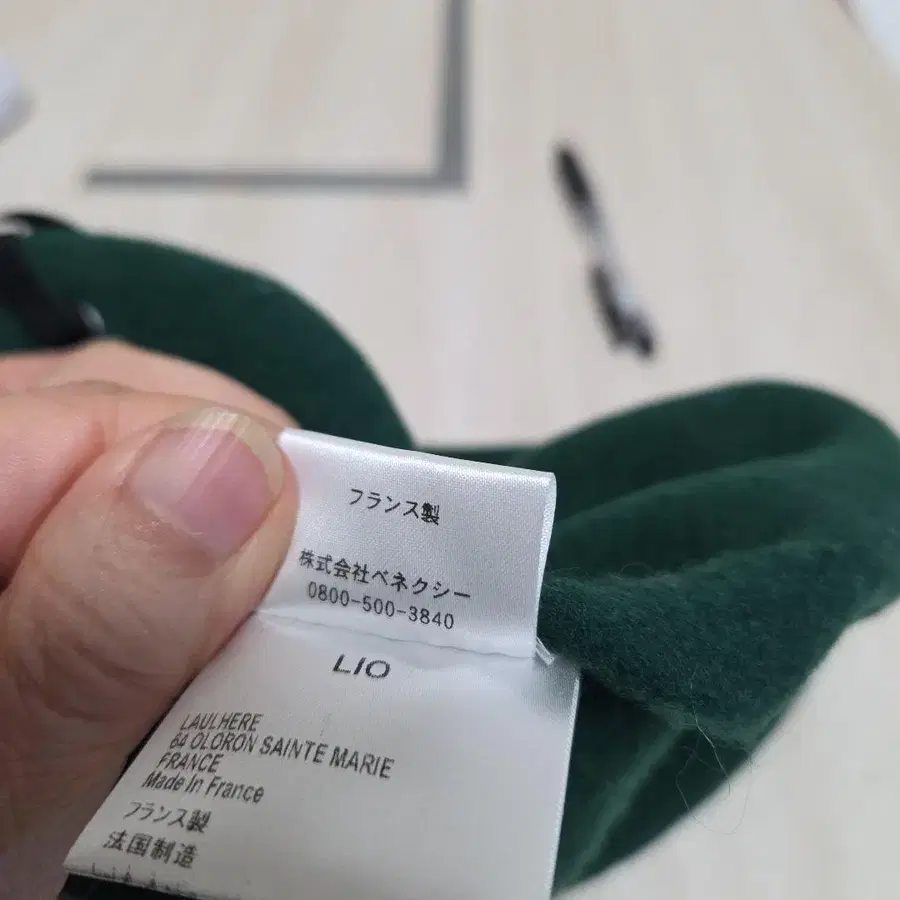 フランス製
株式会社ベネクシー
0800-500-3840
LIO
LAULHERE
64 OLORON SAINTE MARIE
FRANCE
Made In France
フランス製
法国制造